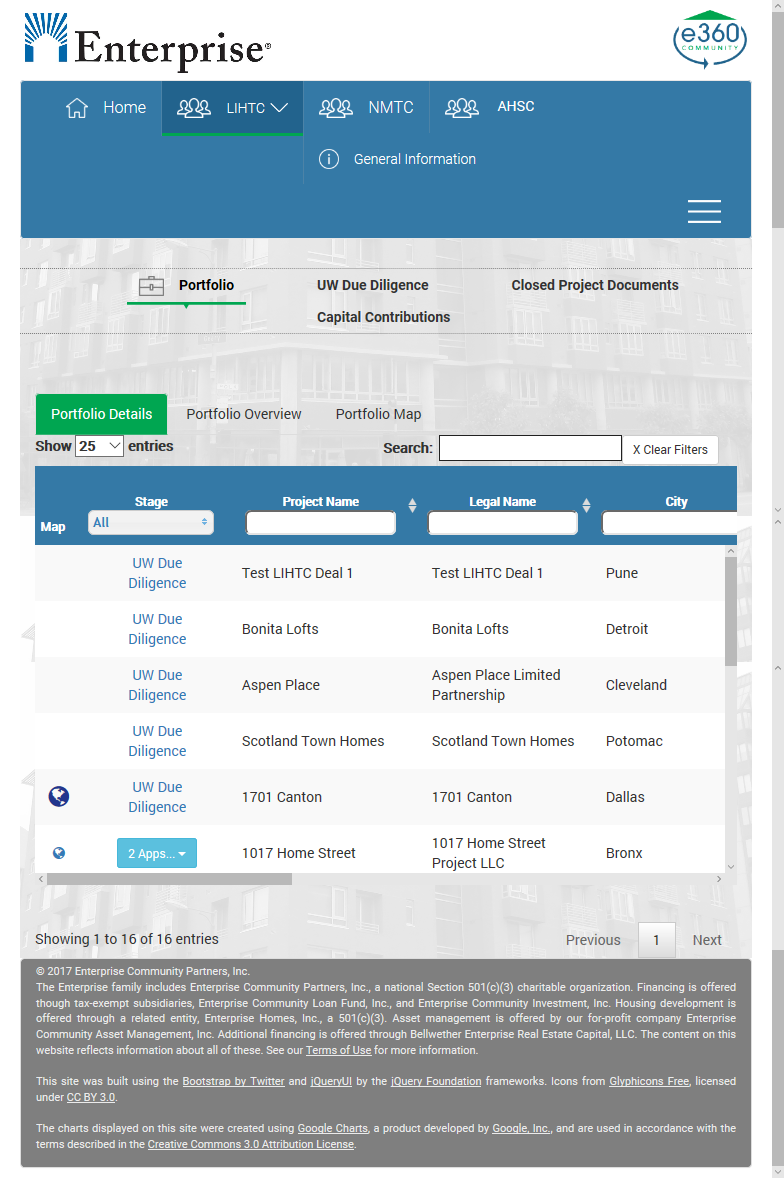 Enterprise®
e360
COMMUNITY
Home
LIHTC
NMTC
AHSC
General Information
Portfolio
UW Due Diligence
Closed Project Documents
Capital Contributions
Portfolio Details
Portfolio Overview
Portfolio Map
Show 25 entries
Search:
X Clear Filters
Map
Stage
Project Name
Legal Name
City
All
UW Due
Diligence
Test LIHTC Deal 1
Test LIHTC Deal 1
Pune
UW Due
Diligence
Bonita Lofts
Bonita Lofts
Detroit
UW Due
Diligence
Aspen Place
Aspen Place Limited
Partnership
Cleveland
UW Due
Diligence
Scotland Town Homes
Scotland Town Homes
Potomac
UW Due
Diligence
1701 Canton
1701 Canton
Dallas
2 Apps...
1017 Home Street
1017 Home Street
Project LLC
Bronx
Showing 1 to 16 of 16 entries
Previous
1
Next
© 2017 Enterprise Community Partners, Inc.
The Enterprise family includes Enterprise Community Partners, Inc., a national Section 501(c)(3) charitable organization. Financing is offered
though tax-exempt subsidiaries, Enterprise Community Loan Fund, Inc., and Enterprise Community Investment, Inc. Housing development is
offered through a related entity, Enterprise Homes, Inc., a 501(c)(3). Asset management is offered by our for-profit company Enterprise
Community Asset Management, Inc. Additional financing is offered through Bellwether Enterprise Real Estate Capital, LLC. The content on this
website reflects information about all of these. See our Terms of Use for more information.
This site was built using the Bootstrap by Twitter and jQueryUI by the jQuery Foundation frameworks. Icons from Glyphicons Free, licensed
under CC BY 3.0.
The charts displayed on this site were created using Google Charts, a product developed by Google, Inc., and are used in accordance with the
terms described in the Creative Commons 3.0 Attribution License.